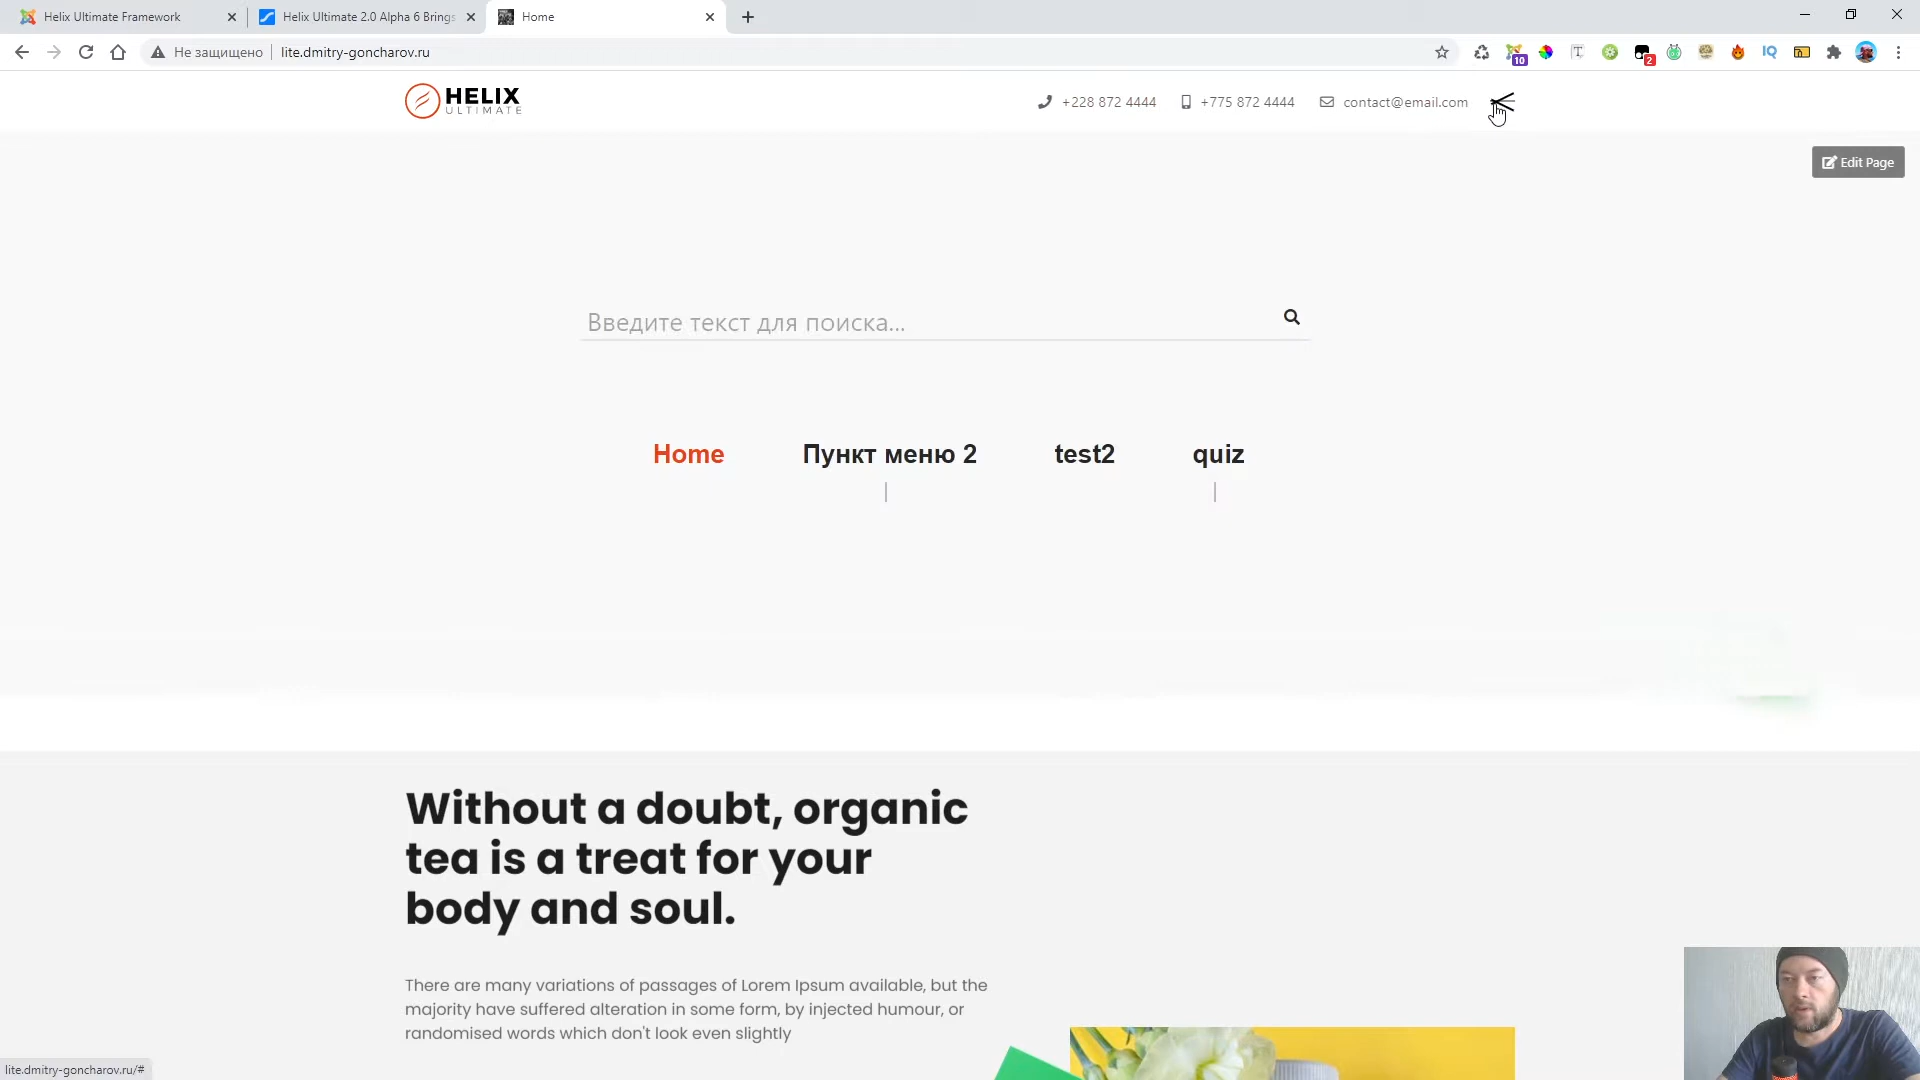 Helix Ultimate Framework
Helix Ultimate 2.0 Alpha 6 Brings
Home
Не защищено
lite.dmitry-goncharov.ru
10
2
IQ
HELIX
ULTIMATE
+228 872 4444
+775 872 4444
contact@email.com
Edit Page
Введите текст для поиска...
Home
Пункт меню 2
test2
quiz
Without a doubt, organic
tea is a treat for your
body and soul.
There are many variations of passages of Lorem Ipsum available, but the
majority have suffered alteration in some form, by injected humour, or
randomised words which don't look even slightly
lite.dmitry-goncharov.ru/#